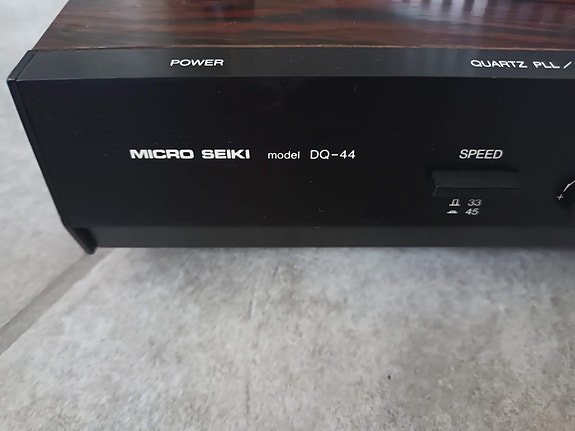 POWER
QUARTZ PLL /
MICRO SEIKI model DQ-44
SPEED
33
45
+